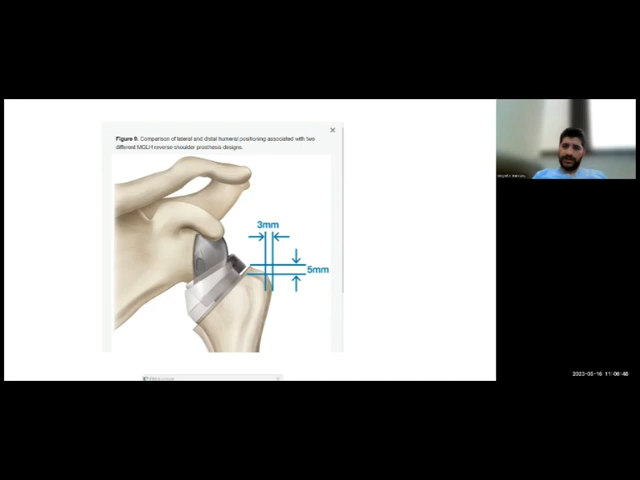 Figure 8. Comparison of lateral and distal humeral positioning associated with two
different MGLH reverse shoulder prosthesis designs.
3mm
5mm
2023-05-16 11:06:48